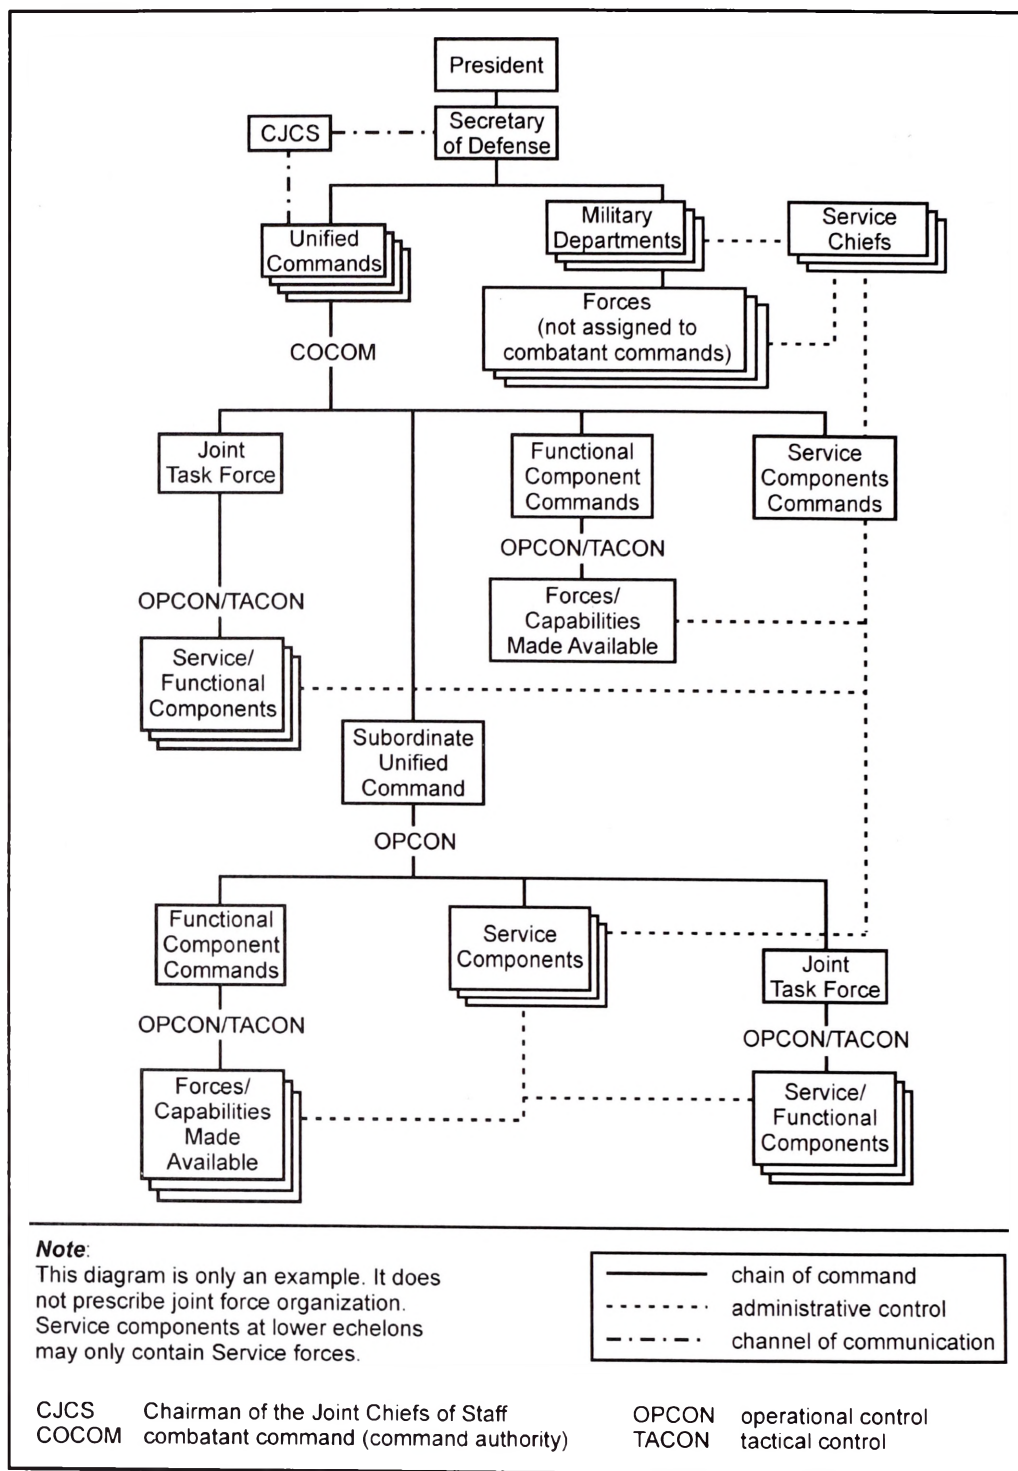 President
CJCS
Secretary
of Defense
Unified
Commands
Military
Departments
Service
Chiefs
Forces
(not assigned to
combatant commands)
COCOM
Joint
Task Force
Functional
Component
Commands
Service
Components
Commands
OPCON/TACON
Forces/
Capabilities
Made Available
OPCON/TACON
Service/
Functional
Components
Subordinate
Unified
Command
OPCON
Functional
Component
Commands
Service
Components
Joint
Task Force
OPCON/TACON
OPCON/TACON
Forces/
Capabilities
Made
Available
Service/
Functional
Components
Note:
This diagram is only an example. It does
not prescribe joint force organization.
Service components at lower echelons
may only contain Service forces.
chain of command
administrative control
channel of communication
CJCS Chairman of the Joint Chiefs of Staff
COCOM combatant command (command authority)
OPCON operational control
TACON tactical control